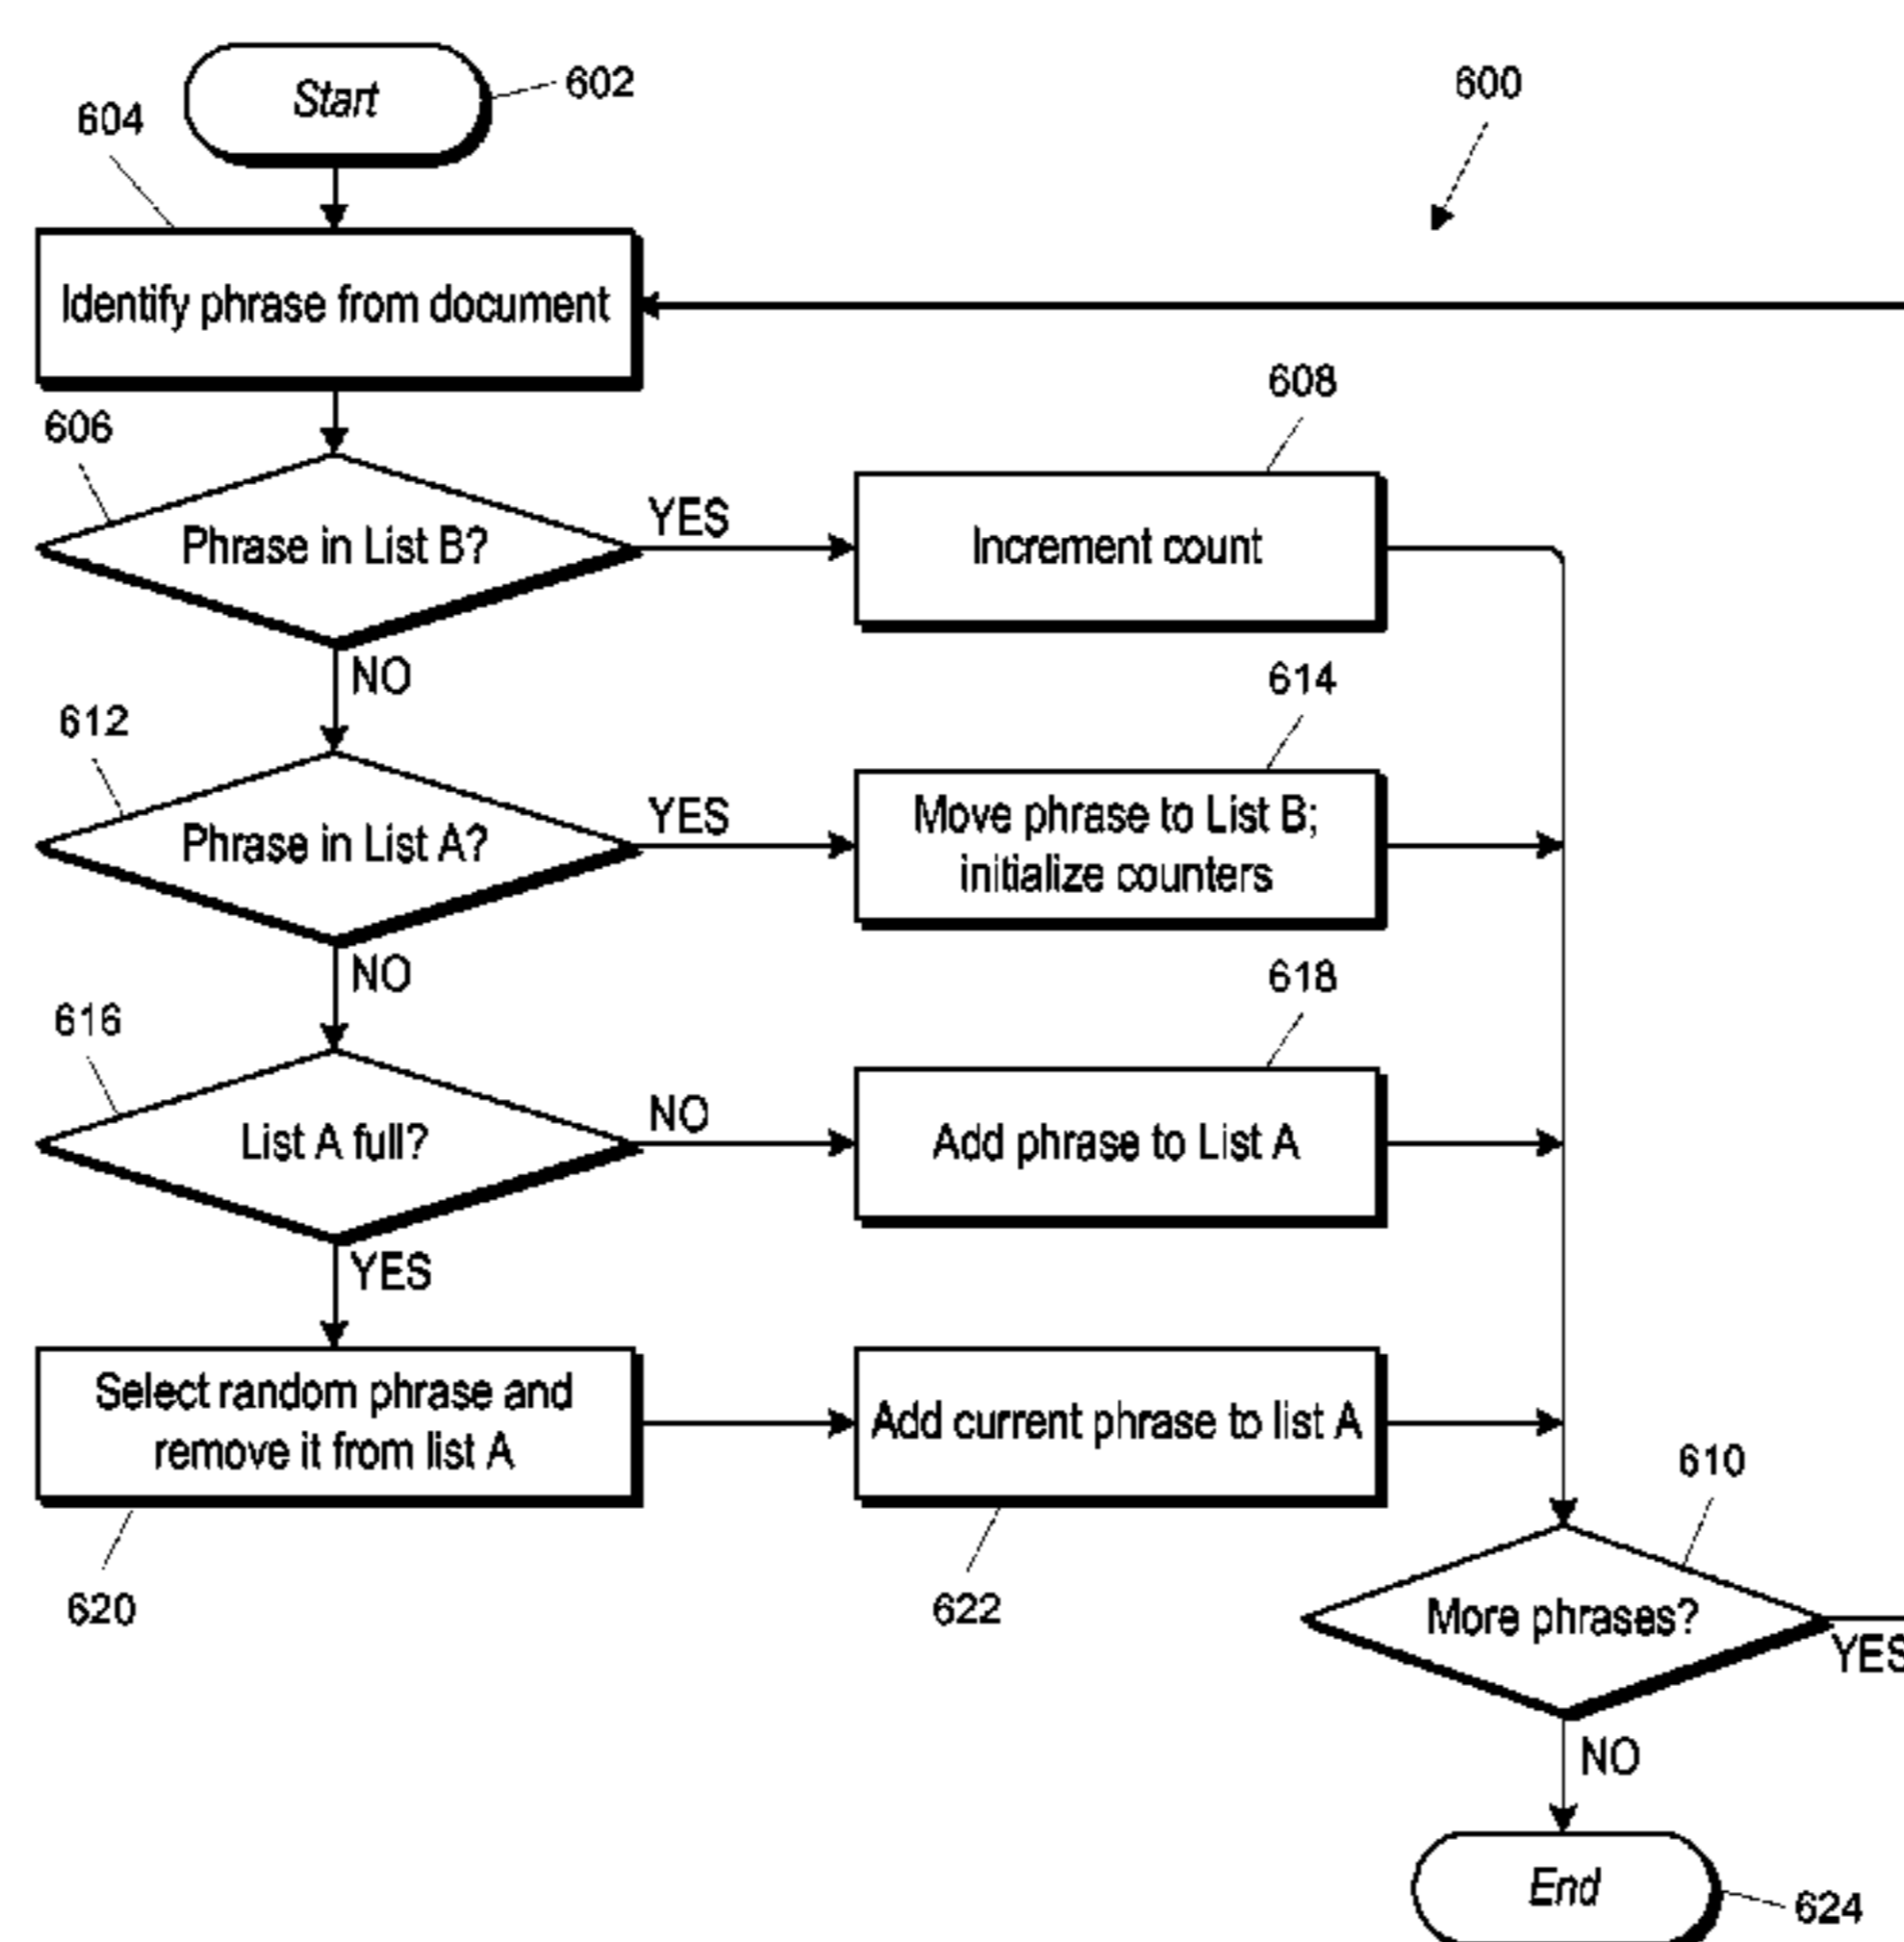 Start
602
600
604
Identify phrase from document
606
608
Phrase in List B?
YES
Increment count
NO
612
614
Phrase in List A?
YES
Move phrase to List B;
initialize counters
NO
616
618
List A full?
NO
Add phrase to List A
YES
Select random phrase and
remove it from list A
Add current phrase to list A
620
622
610
More phrases?
YES
NO
End
624